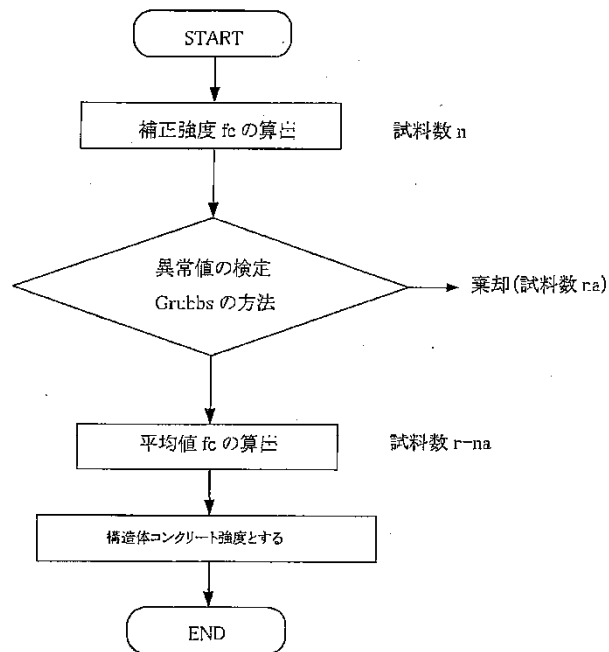 START
補正強度 fc の算出
試料数 n
異常値の検定
Grubbs の方法
棄却(試料数 na)
平均値 fc の算出
試料数 r-na
構造体コンクリート強度とする
END